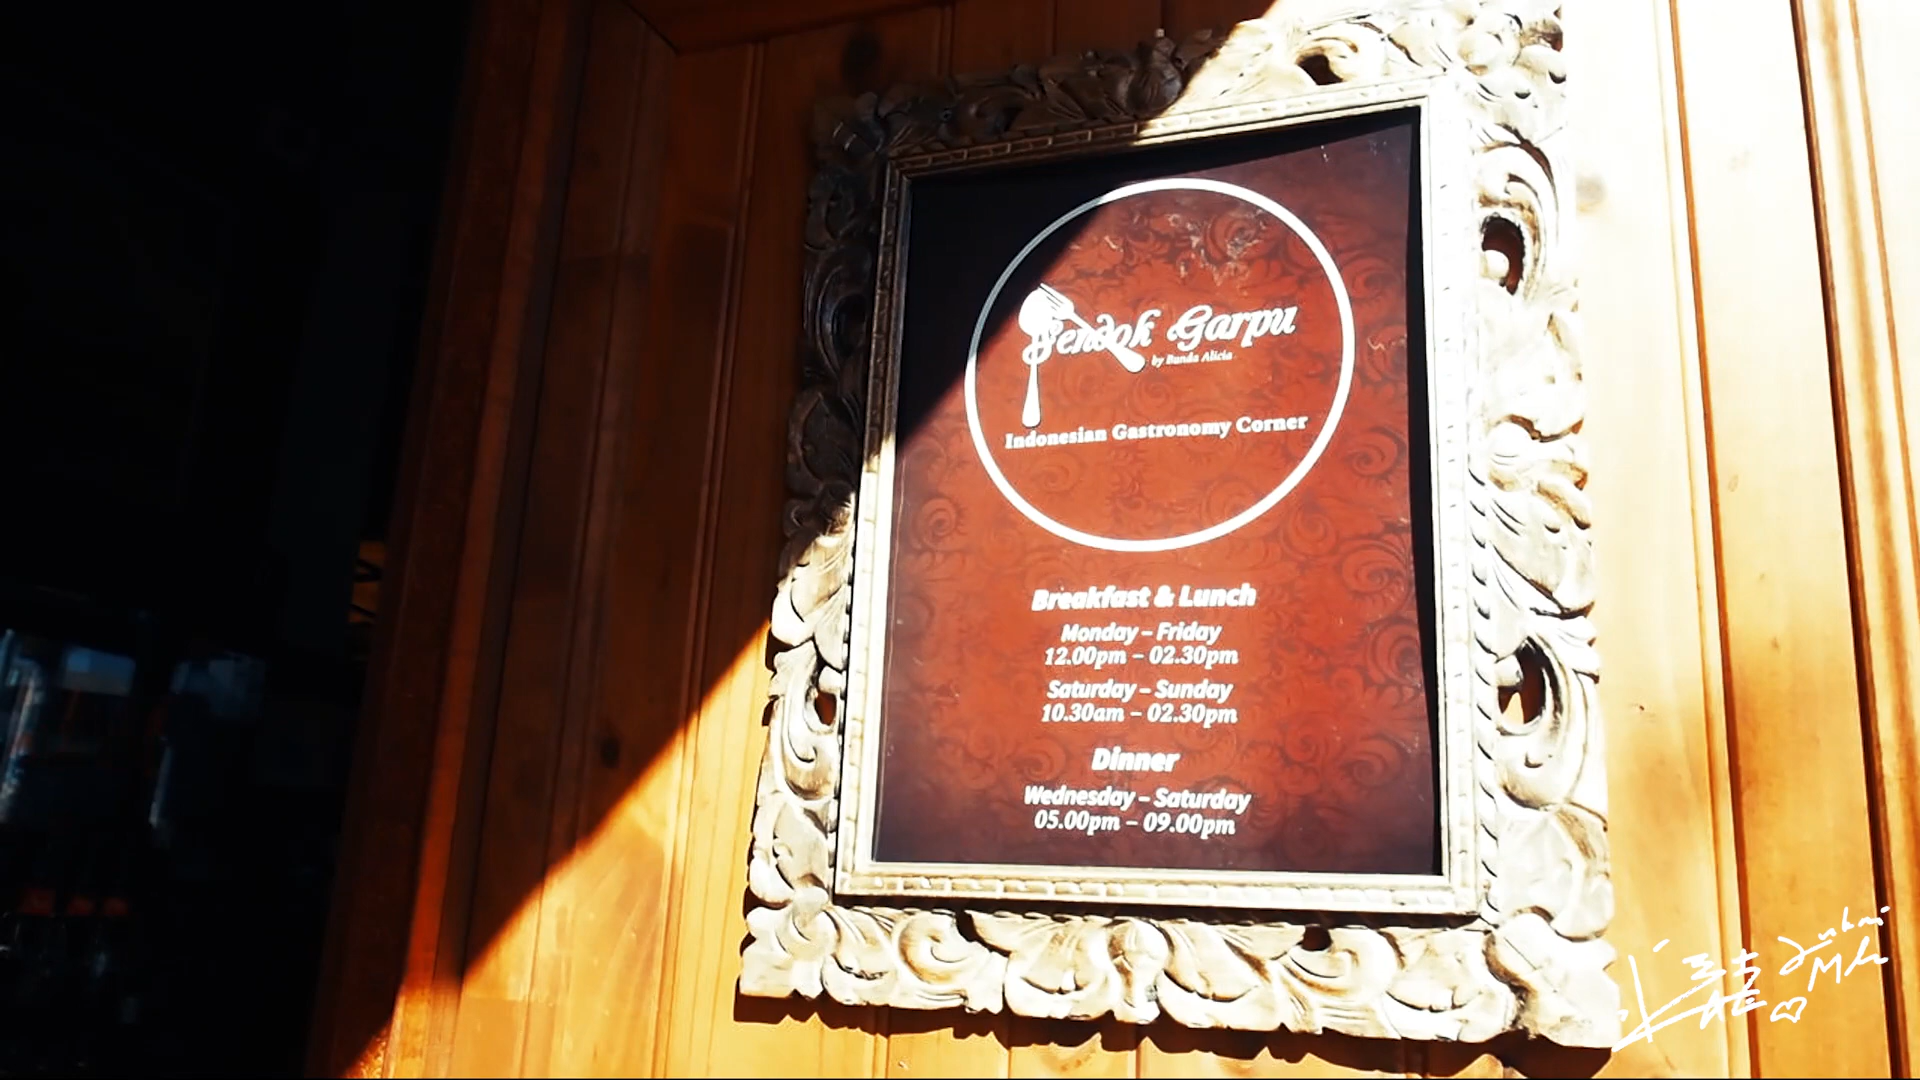 Sendok Garpu
by Bunda Alicia
Indonesian Gastronomy Corner
Breakfast & Lunch
Monday – Friday
12.00pm – 02.30pm
Saturday – Sunday
10.30am – 02.30pm
Dinner
Wednesday – Saturday
05.00pm – 09.00pm